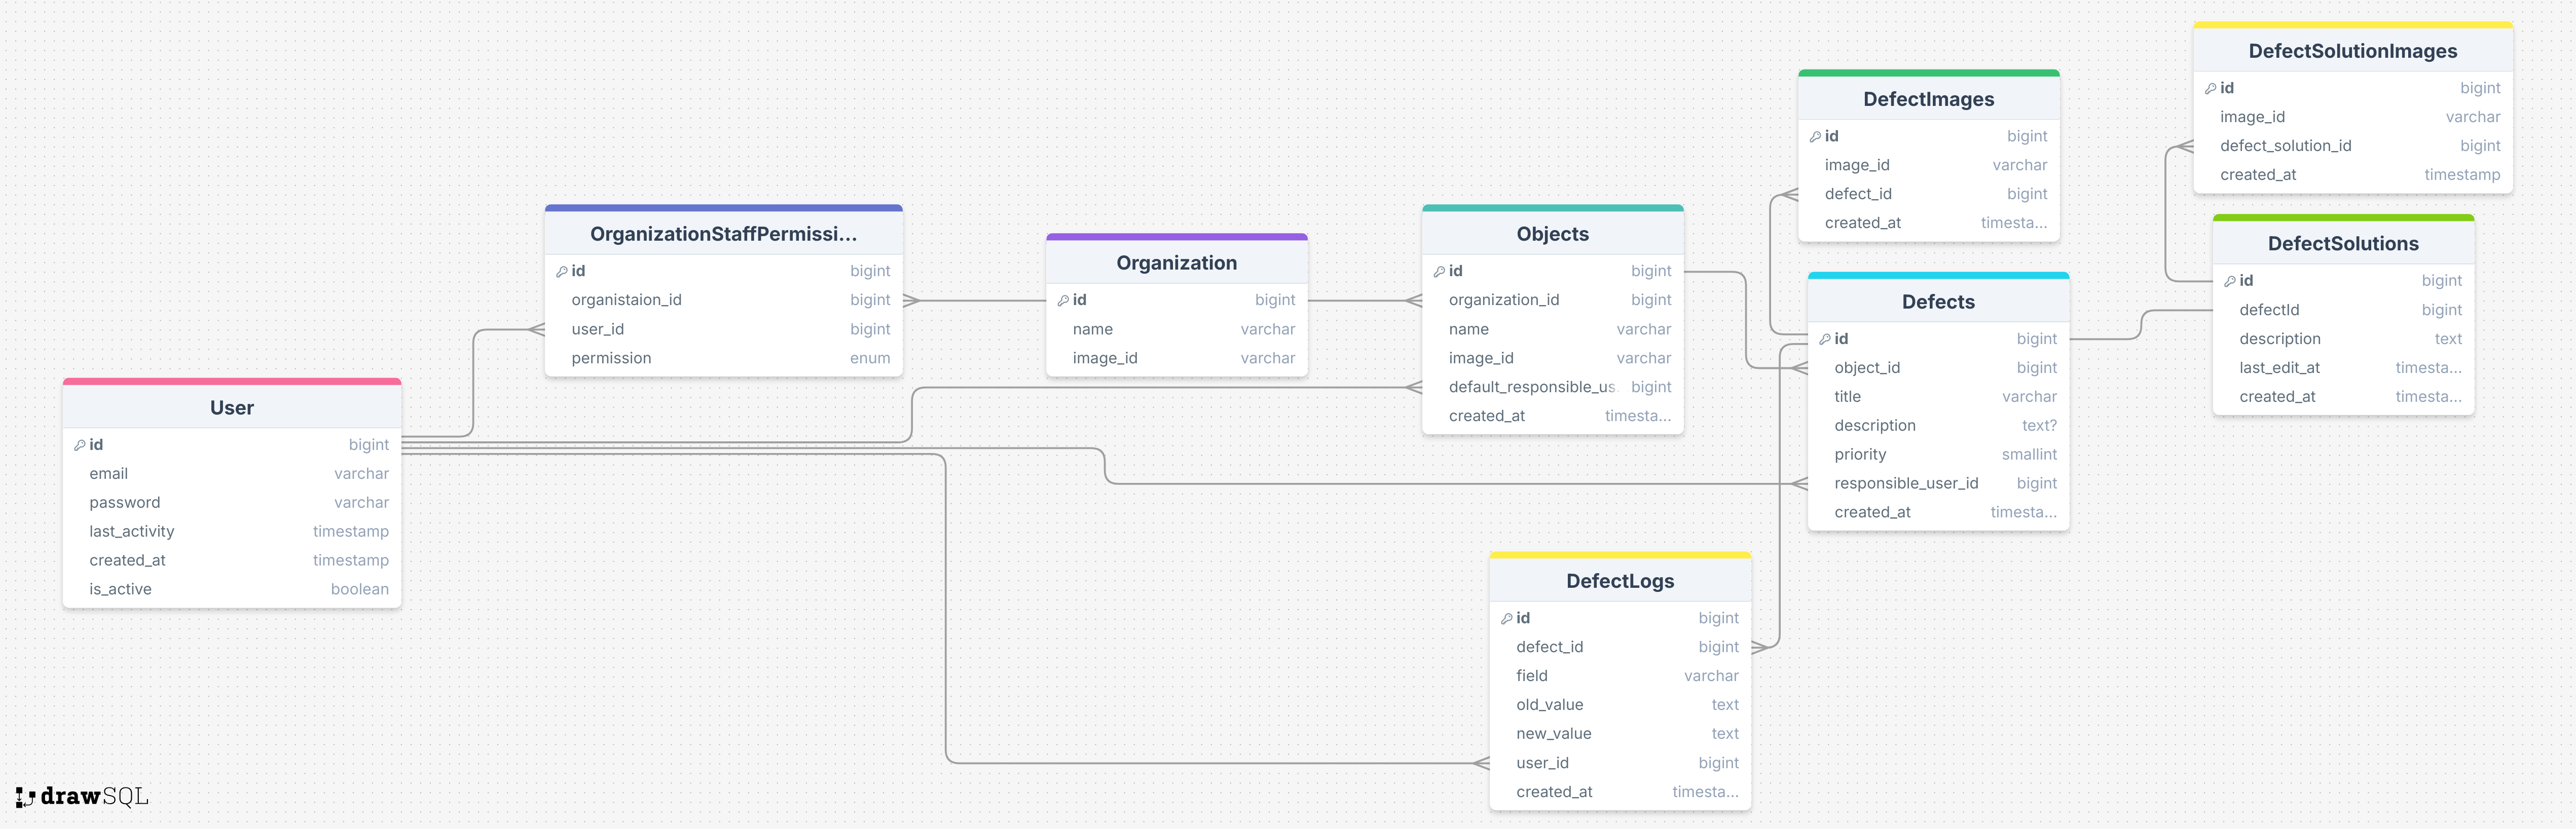 User
id bigint
email varchar
password varchar
last_activity timestamp
created_at timestamp
is_active boolean
OrganizationStaffPermissi...
id bigint
organistaion_id bigint
user_id bigint
permission enum
Organization
id bigint
name varchar
image_id varchar
Objects
id bigint
organization_id bigint
name varchar
image_id varchar
default_responsible_us. bigint
created_at timesta...
DefectImages
id bigint
image_id varchar
defect_id bigint
created_at timesta...
Defects
id bigint
object_id bigint
title varchar
description text?
priority smallint
responsible_user_id bigint
created_at timesta...
DefectSolutionImages
id bigint
image_id varchar
defect_solution_id bigint
created_at timestamp
DefectSolutions
id bigint
defectId bigint
description text
last_edit_at timesta...
created_at timesta...
DefectLogs
id bigint
defect_id bigint
field varchar
old_value text
new_value text
user_id bigint
created_at timesta...
drawSQL